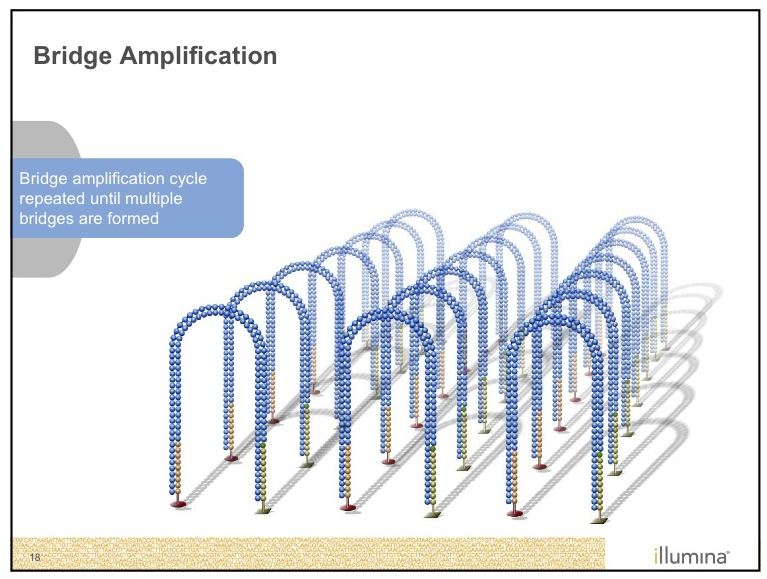 Bridge Amplification
Bridge amplification cycle
repeated until multiple
bridges are formed
18
illumina®